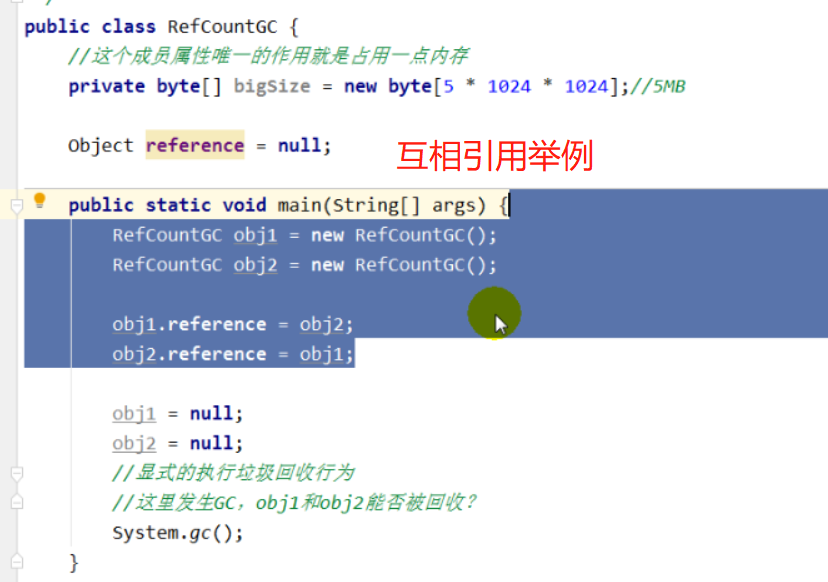 public class RefCountGC {
//这个成员属性唯一的作用就是占用一点内存
private byte[] bigSize = new byte[5 * 1024 * 1024];//5MB
Object reference = null;
互相引用举例
public static void main(String[] args) {
RefCountGC obj1 = new RefCountGC();
RefCountGC obj2 = new RefCountGC();
obj1.reference = obj2;
obj2.reference = obj1;
obj1 = null;
obj2 = null;
//显式的执行垃圾回收行为
//这里发生GC，obj1和obj2能否被回收？
System.gc();
}